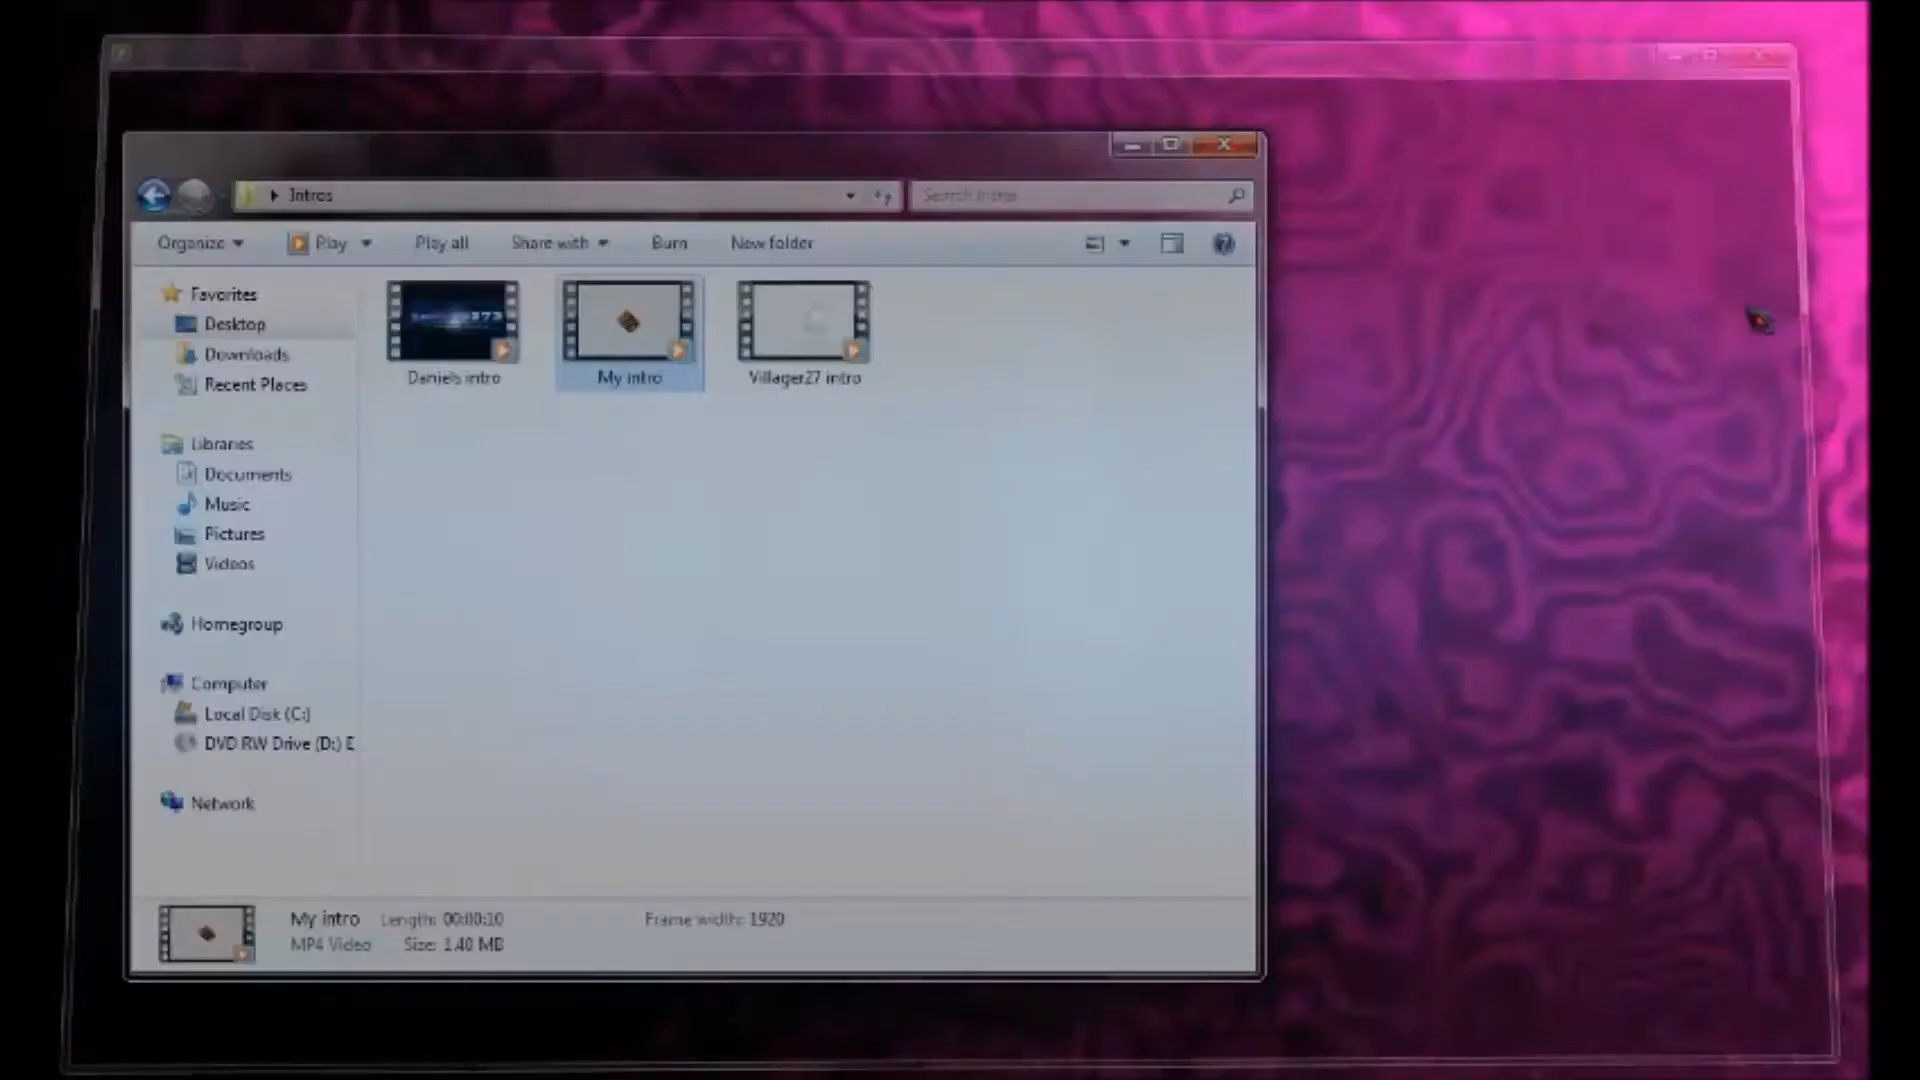 Intros
Search Intros
Organize Play Play all Share with Burn New folder
Favorites
Desktop
Downloads
Recent Places
Libraries
Documents
Music
Pictures
Videos
Homegroup
Computer
Local Disk (C:)
DVD RW Drive (D:) E
Network
Daniels intro
My intro
Villager27 intro
My intro Length: 00:00:10 Frame width: 1920
MP4 Video Size: 1.40 MB